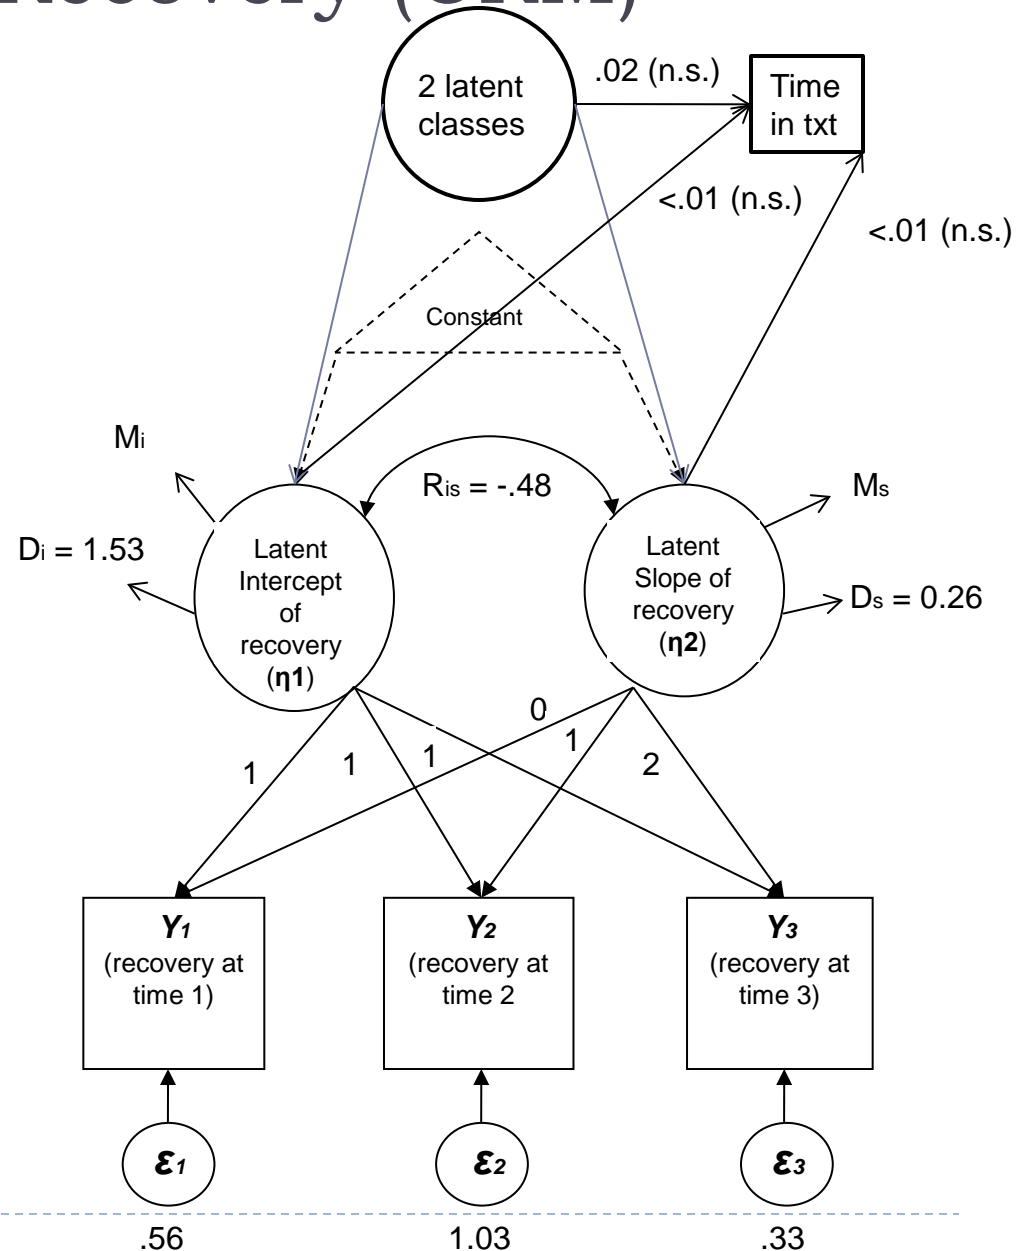 Recovery (GRM)
2 latent
classes
.02 (n.s.)
Time
in txt
<.01 (n.s.)
<.01 (n.s.)
Constant
Mi
Ris = -.48
Ms
Di = 1.53
Ds = 0.26
Latent
Intercept
of
recovery
(η1)
Latent
Slope of
recovery
(η2)
0
1
1
1
1
2
Y1
(recovery at
time 1)
Y2
(recovery at
time 2
Y3
(recovery at
time 3)
ε1
ε2
ε3
.56
1.03
.33